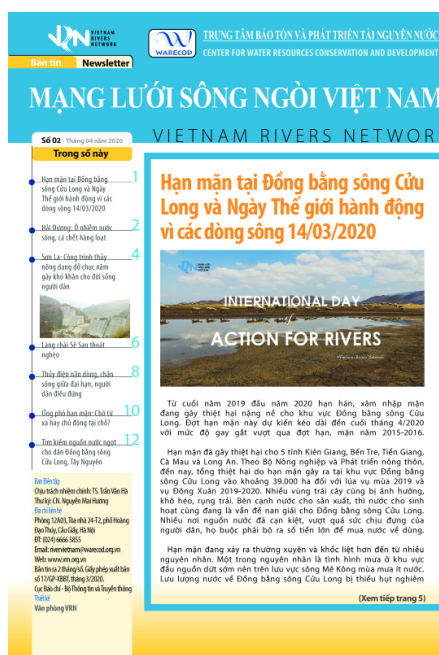 VIETNAM
RIVERS
NETWORK
WARECOD
TRUNG TÂM BẢO TỒN VÀ PHÁT TRIỂN TÀI NGUYÊN NƯỚC
CENTER FOR WATER RESOURCES CONSERVATION AND DEVELOPMENT
Bản tin Newsletter
MẠNG LƯỚI SÔNG NGÒI VIỆT NAM
VIETNAM RIVERS NETWOR
Số 02 - Tháng 04 năm 2020
Trong số này
Hạn mặn tại Đồng bằng 1
sông Cửu Long và Ngày
Thế giới hành động vì các
dòng sông 14/03/2020
Hải Dương: Ô nhiễm nước 2
sông, cá chết hàng loạt
Sơn La: Công trình thủy 4
nông dang dở chục năm
gây khó khăn cho đời sống
người dân
Làng chài Sê San thoát 6
nghèo
Thủy điện năn dòng, chặn 8
sông giữa đại hạn, người
dân điêu đứng
Ứng phó hạn mặn: Chờ từ 10
xa hay chủ động tại chỗ?
Tìm kiếm nguồn nước ngọt 12
cho dân Đồng bằng sông
Cửu Long, Tây Nguyên
Ban Biên tập
Chịu trách nhiệm chính: TS. Trần Văn Hà
Thư ký: CN. Nguyễn Mai Hương
Địa chỉ liên hệ
Phòng 12A03, Tòa nhà 24-T2, phố Hoàng
Đạo Thúy, Cầu Giấy, Hà Nội
ĐT: (024) 6666 5855
Email: riververvietnam@warecod.org.vn
Web: www.vrn.org.vn
Bản tin ra 2 tháng/số. Giấy phép xuất bản
số 17/GP-XBBT, tháng 3/2020.
Cục Báo chí - Bộ Thông tin và Truyền thông
Thiết kế
Văn phòng VRN
Hạn mặn tại Đồng bằng sông Cửu
Long và Ngày Thế giới hành động
vì các dòng sông 14/03/2020
INTERNATIONAL DAY
of
ACTION FOR RIVERS
Từ cuối năm 2019 đầu năm 2020 hạn hán, xâm nhập mặn
đang gây thiệt hại nặng nề cho khu vực Đồng bằng sông Cửu
Long. Đợt hạn mặn này dự kiến kéo dài đến cuối tháng 4/2020
với mức độ gay gắt vượt qua đợt hạn, mặn năm 2015-2016.
Hạn mặn đã gây thiệt hại cho 5 tỉnh Kiên Giang, Bến Tre, Tiền Giang,
Cà Mau và Long An. Theo Bộ Nông nghiệp và Phát triển nông thôn,
đến nay, tổng thiệt hại do hạn mặn gây ra tại khu vực Đồng bằng
sông Cửu Long vào khoảng 39.000 ha đối với lúa vụ mùa 2019 và
vụ Đông Xuân 2019-2020. Nhiều vùng trái cây cũng bị ảnh hưởng,
khô héo, rụng trái. Bên cạnh nước cho sản xuất, thì nước cho sinh
hoạt cũng đang là vấn đề nan giải cho Đồng bằng sông Cửu Long.
Nhiều nơi nguồn nước đã cạn kiệt, vượt quá sức chịu đựng của
người dân, họ buộc phải bỏ ra số tiền lớn để mua nước về dùng.
Hạn mặn đang xảy ra thường xuyên và khốc liệt hơn đến từ nhiều
nguyên nhân. Một trong nguyên nhân là tình hình mưa ở khu vực
đầu nguồn dứt sớm nên trên lưu vực sông Mê Kông mùa mưa ít nước.
Lưu lượng nước về Đồng bằng sông Cửu Long bị thiếu hụt nghiêm
(Xem tiếp trang 5)